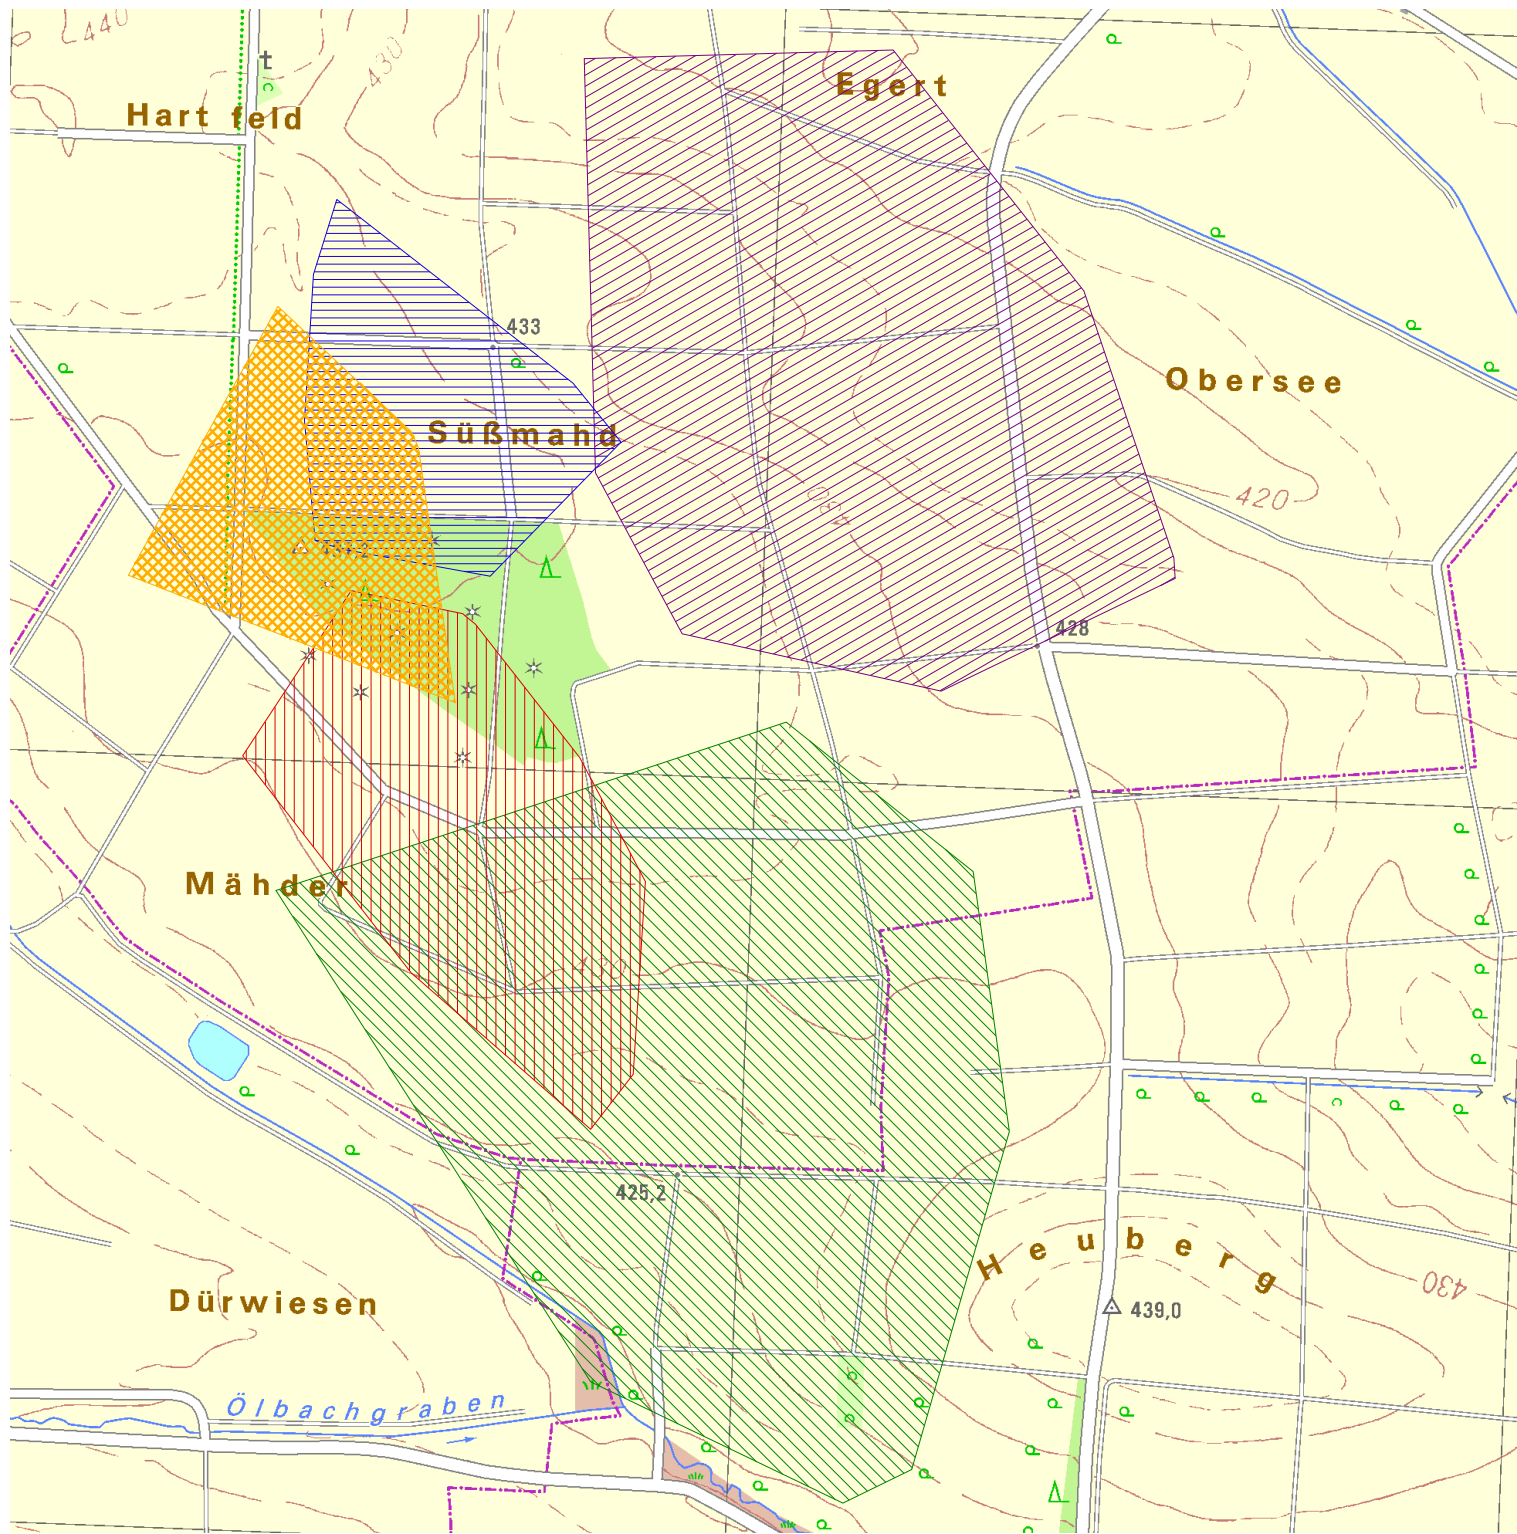 440
430
Egert
Hart feld
433
Obersee
Süßmahd
420
428
Mähder
425,2
Heuberg
430
439,0
Dürwiesen
Ölbachgraben